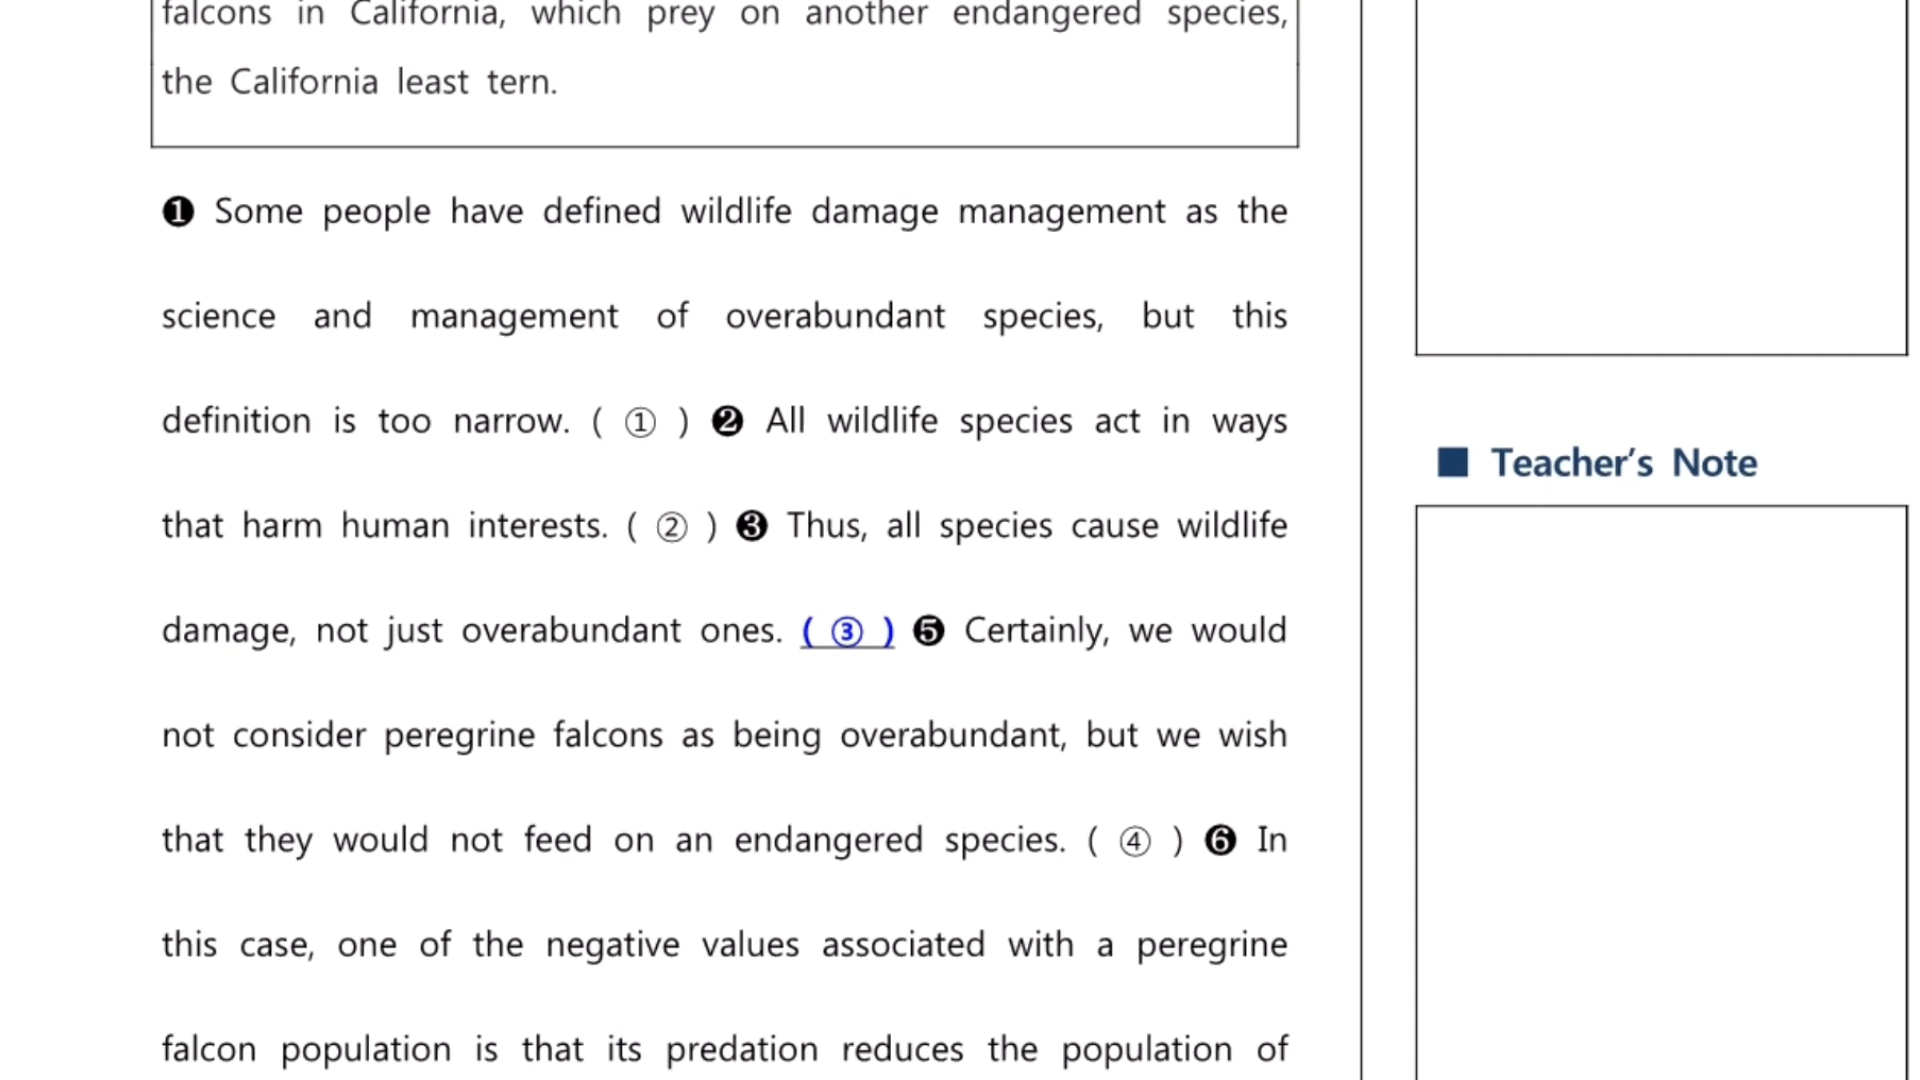 falcons in California, which prey on another endangered species,
the California least tern.
❶ Some people have defined wildlife damage management as the
science and management of overabundant species, but this
definition is too narrow. ( ① ) ❷ All wildlife species act in ways
that harm human interests. ( ② ) ❸ Thus, all species cause wildlife
damage, not just overabundant ones. ( ③ ) ❺ Certainly, we would
not consider peregrine falcons as being overabundant, but we wish
that they would not feed on an endangered species. ( ④ ) ❻ In
this case, one of the negative values associated with a peregrine
falcon population is that its predation reduces the population of
■ Teacher’s Note